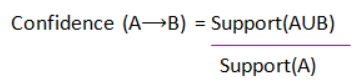 Confidence (A⟶B) = Support(AUB)
Support(A)